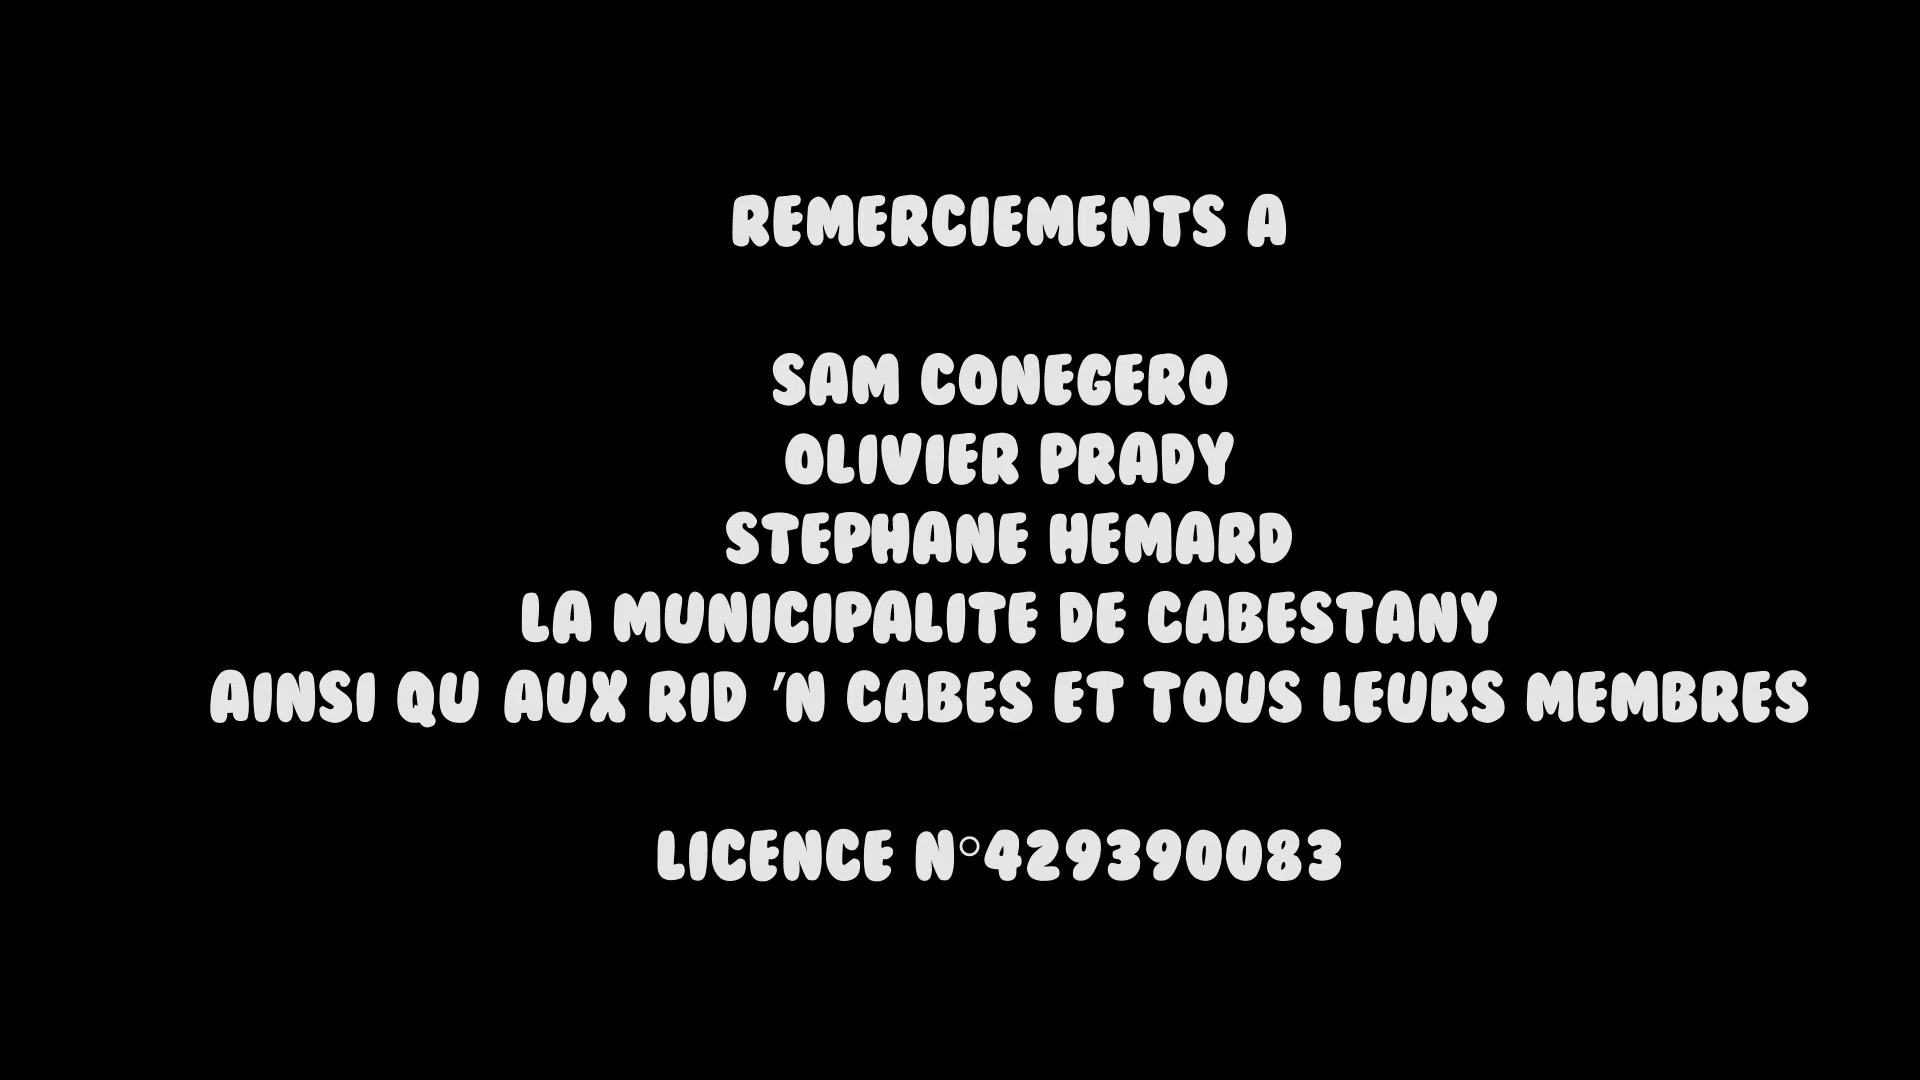 REMERCIEMENTS A
SAM CONEGERO
OLIVIER PRADY
STEPHANE HEMARD
LA MUNICIPALITE DE CABESTANY
AINSI QU AUX RID 'N CABES ET TOUS LEURS MEMBRES
LICENCE N°429390083